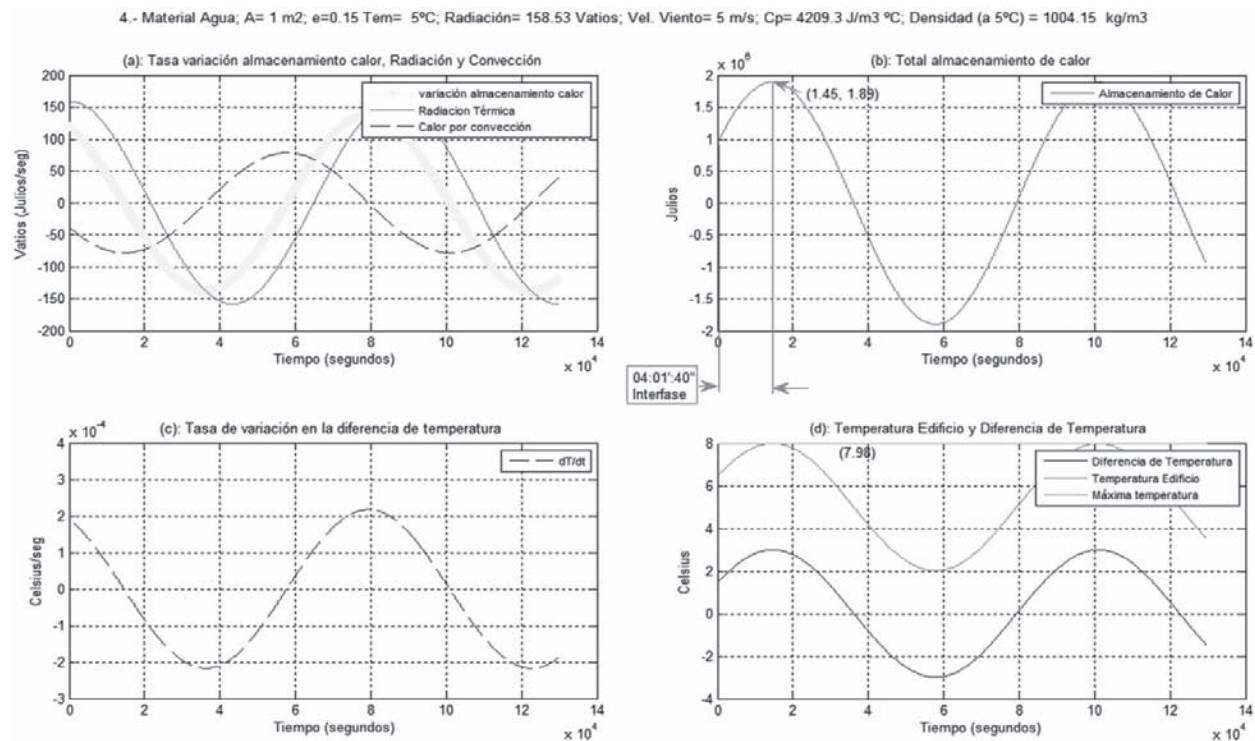 4.- Material Agua; A= 1 m2; e=0.15 Tem= 5ºC; Radiación= 158.53 Vatios; Vel. Viento= 5 m/s; Cp= 4209.3 J/m3 ºC; Densidad (a 5ºC) = 1004.15 kg/m3
(a): Tasa variación almacenamiento calor, Radiación y Convección
200
150
100
50
0
-50
-100
-150
-200
Vatios (Julios/seg)
variación almacenamiento calor
Radiacion Térmica
Calor por convección
0 2 4 6 8 10 12 14
Tiempo (segundos)
x 10^4
(b): Total almacenamiento de calor
x 10^6
2
1.5
1
0.5
0
-0.5
-1
-1.5
-2
Julios
(1.45, 1.89)
Almacenamiento de Calor
0 2 4 6 8 10 12 14
Tiempo (segundos)
x 10^4
04:01':40"
Interfase
(c): Tasa de variación en la diferencia de temperatura
x 10^-4
4
3
2
1
0
-1
-2
-3
Celsius/seg
dT/dt
0 2 4 6 8 10 12 14
Tiempo (segundos)
x 10^4
(d): Temperatura Edificio y Diferencia de Temperatura
8
6
4
2
0
-2
-4
Celsius
(7.98)
Diferencia de Temperatura
Temperatura Edificio
Máxima temperatura
0 2 4 6 8 10 12 14
Tiempo (segundos)
x 10^4